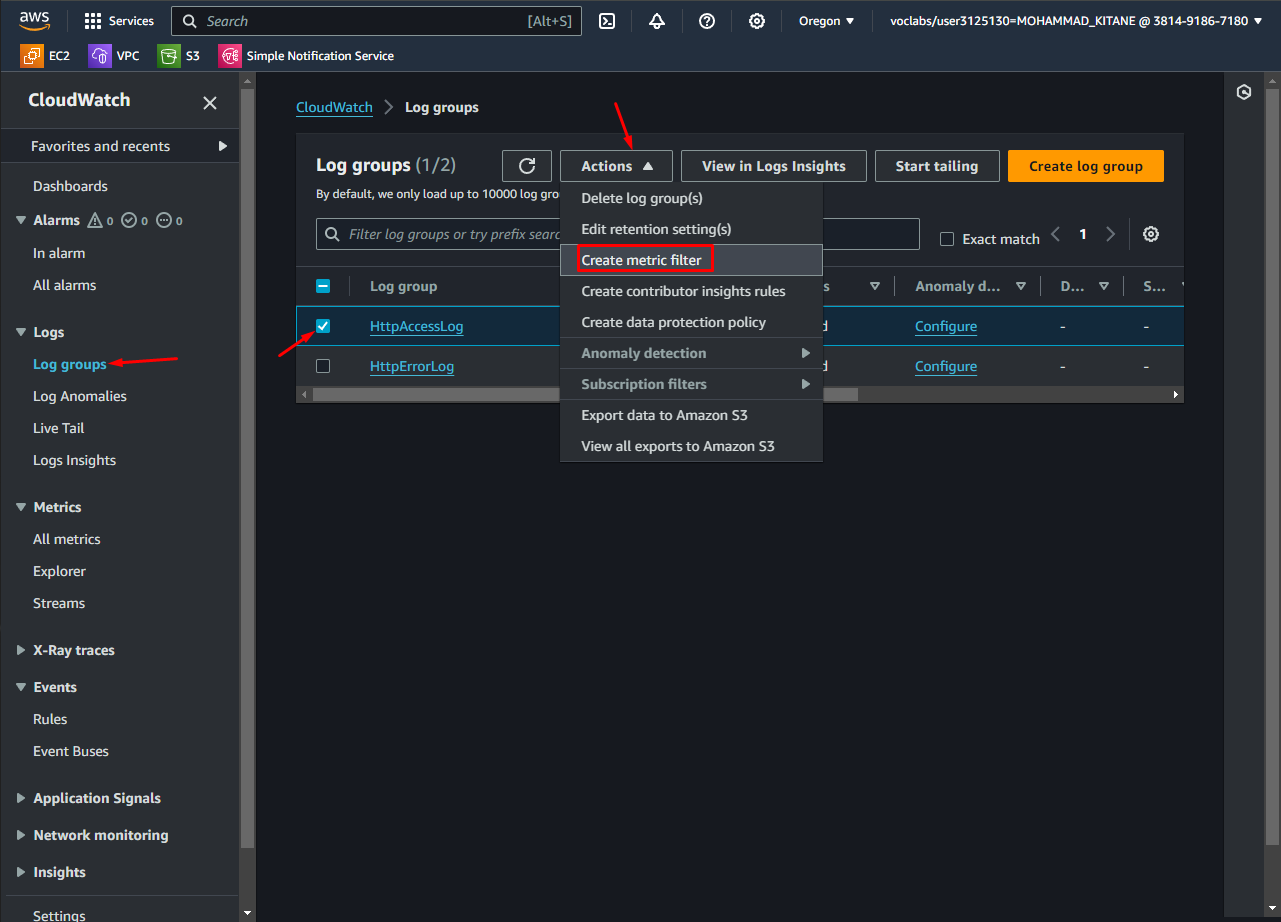 aws Services Search [Alt+S] Oregon voclabs/user3125130=MOHAMMAD_KITANE @ 3814-9186-7180
EC2 VPC S3 Simple Notification Service
CloudWatch
Favorites and recents
Dashboards
Alarms 0 0 0
In alarm
All alarms
Logs
Log groups
Log Anomalies
Live Tail
Logs Insights
Metrics
All metrics
Explorer
Streams
X-Ray traces
Events
Rules
Event Buses
Application Signals
Network monitoring
Insights
Settings
CloudWatch Log groups
Log groups (1/2) Actions View in Logs Insights Start tailing Create log group
By default, we only load up to 10000 log gro
Filter log groups or try prefix searc Exact match 1
Log group s Anomaly d... D... S...
HttpAccessLog d Configure - -
HttpErrorLog d Configure - -
Delete log group(s)
Edit retention setting(s)
Create metric filter
Create contributor insights rules
Create data protection policy
Anomaly detection
Subscription filters
Export data to Amazon S3
View all exports to Amazon S3